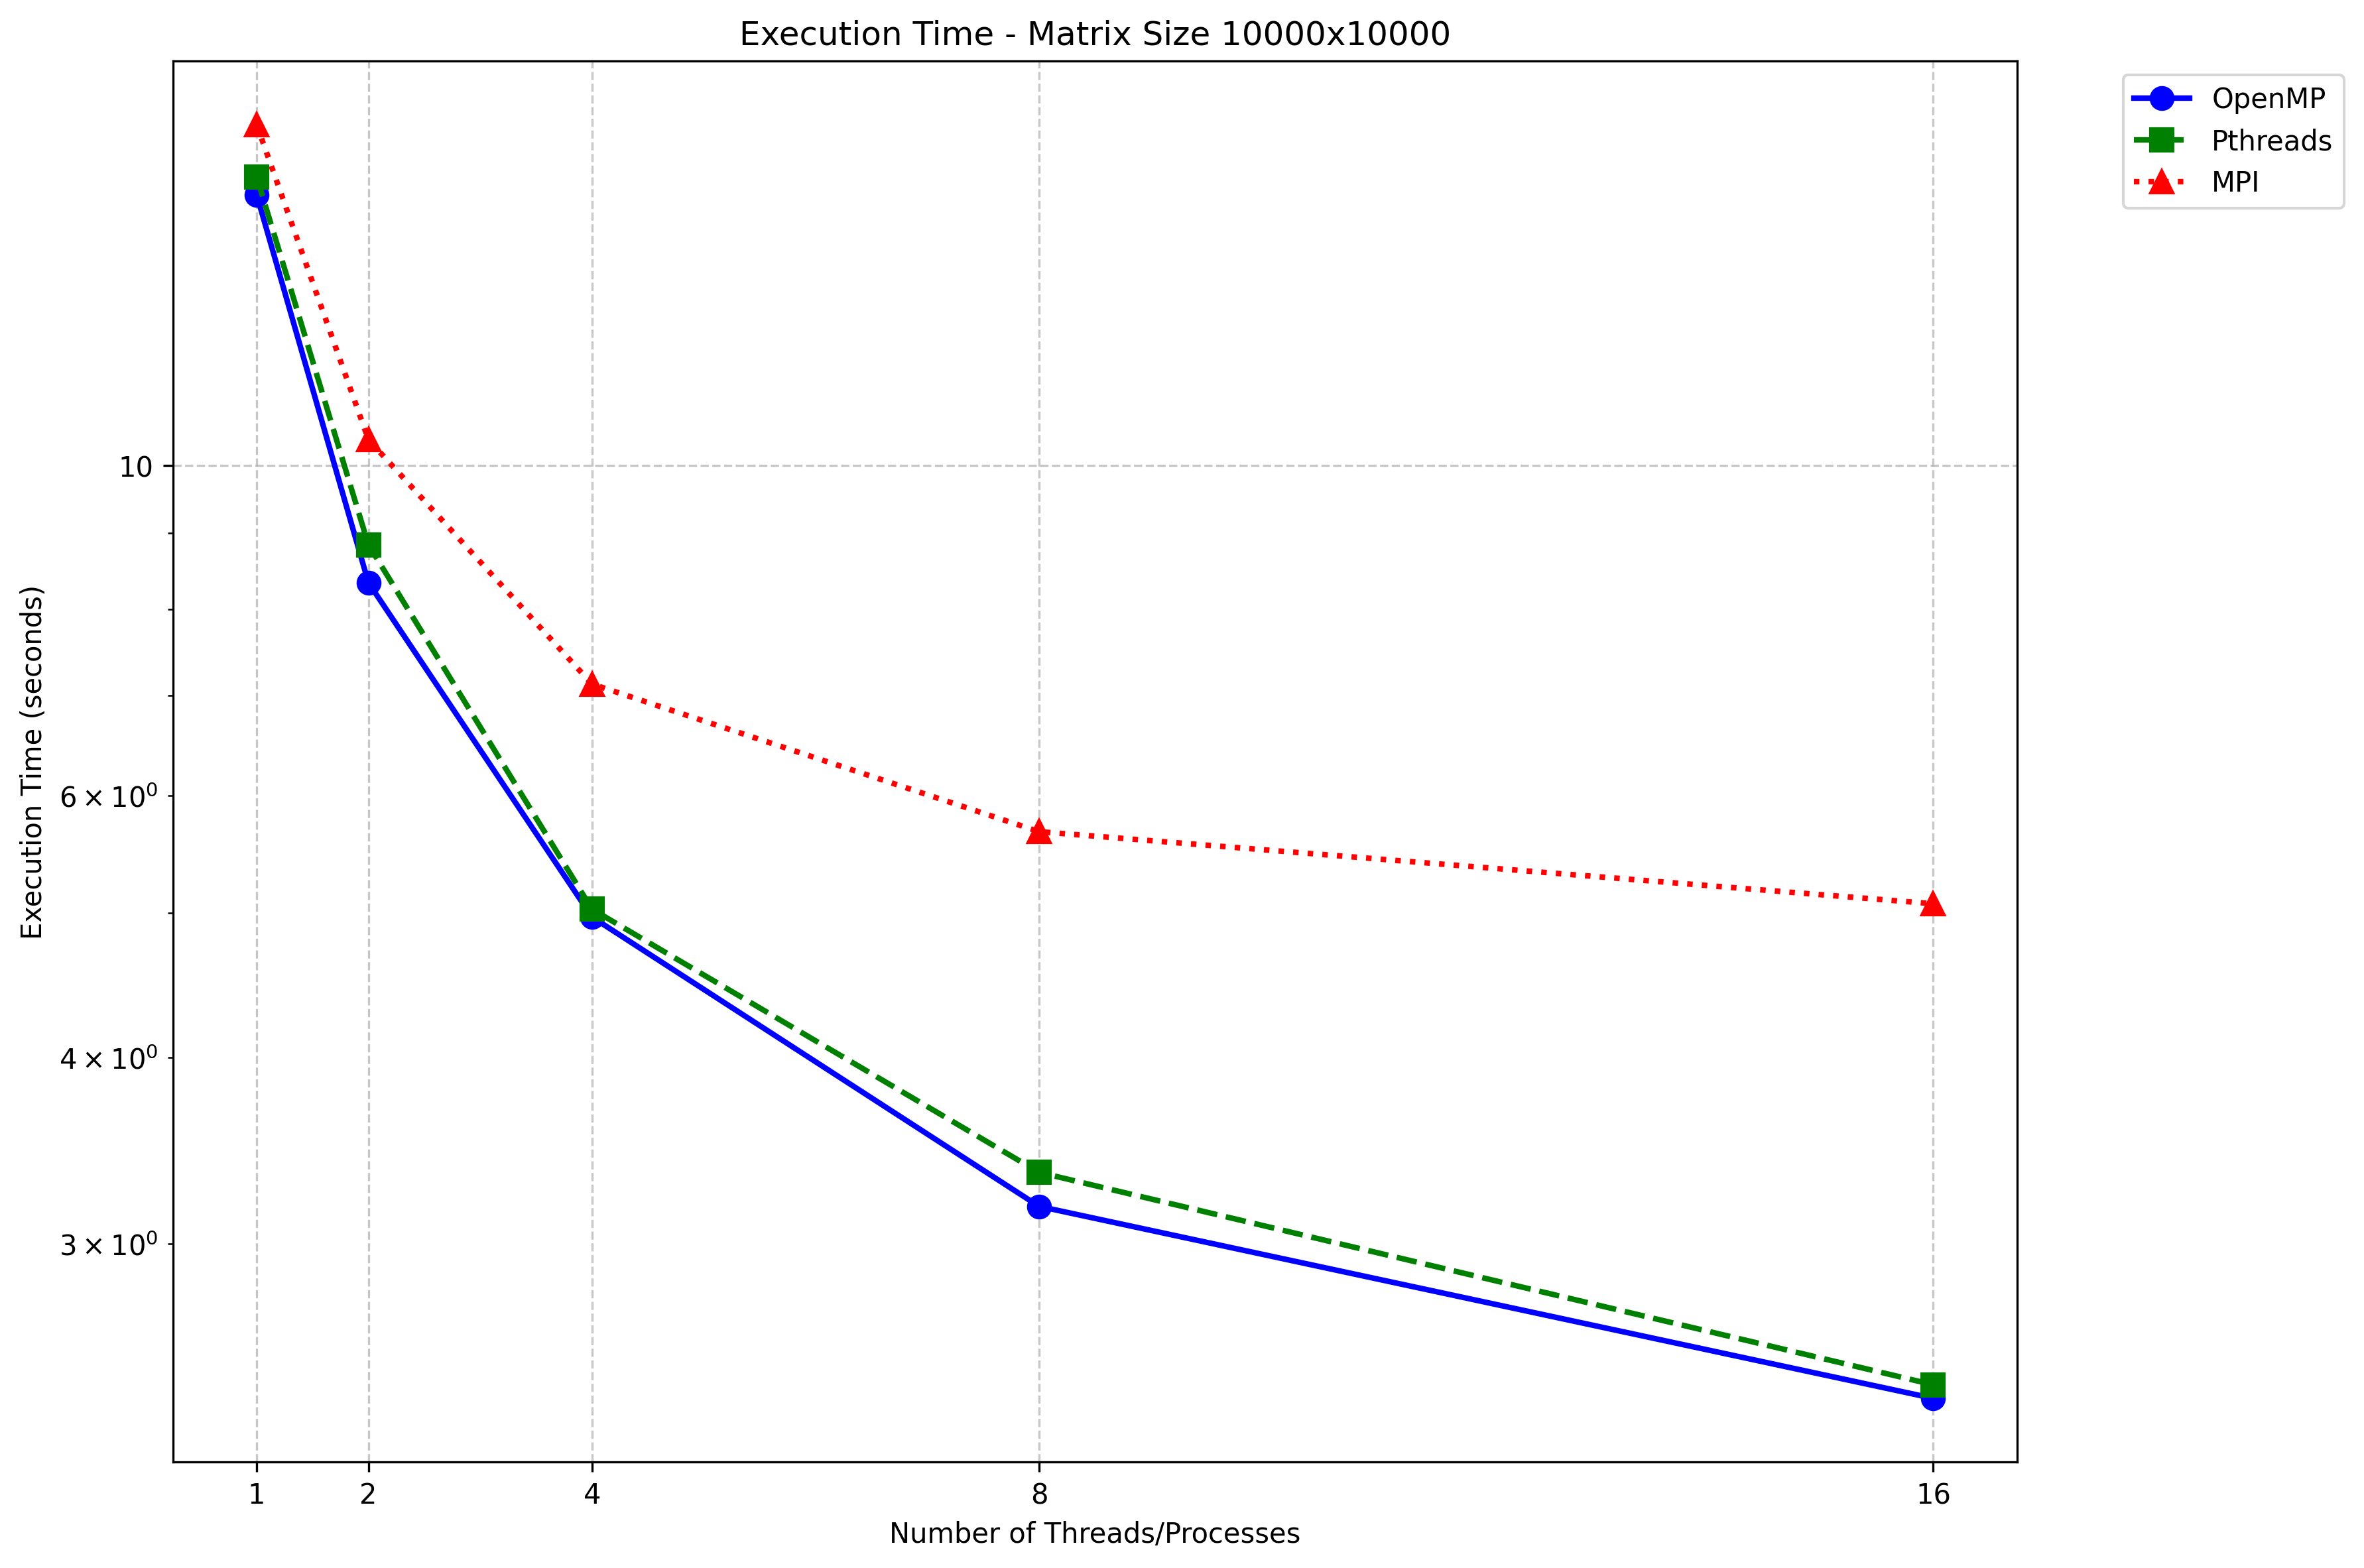 Execution Time - Matrix Size 10000x10000
OpenMP
Pthreads
MPI
Execution Time (seconds)
10
6 × 10⁰
4 × 10⁰
3 × 10⁰
1 2 4 8 16
Number of Threads/Processes